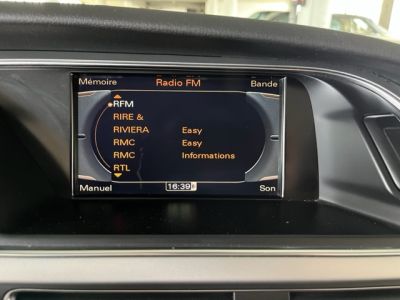 Mémoire Radio FM Bande
RFM
RIRE &
RIVIERA Easy
RMC Easy
RMC Informations
RTL
Manuel 16:39 Son